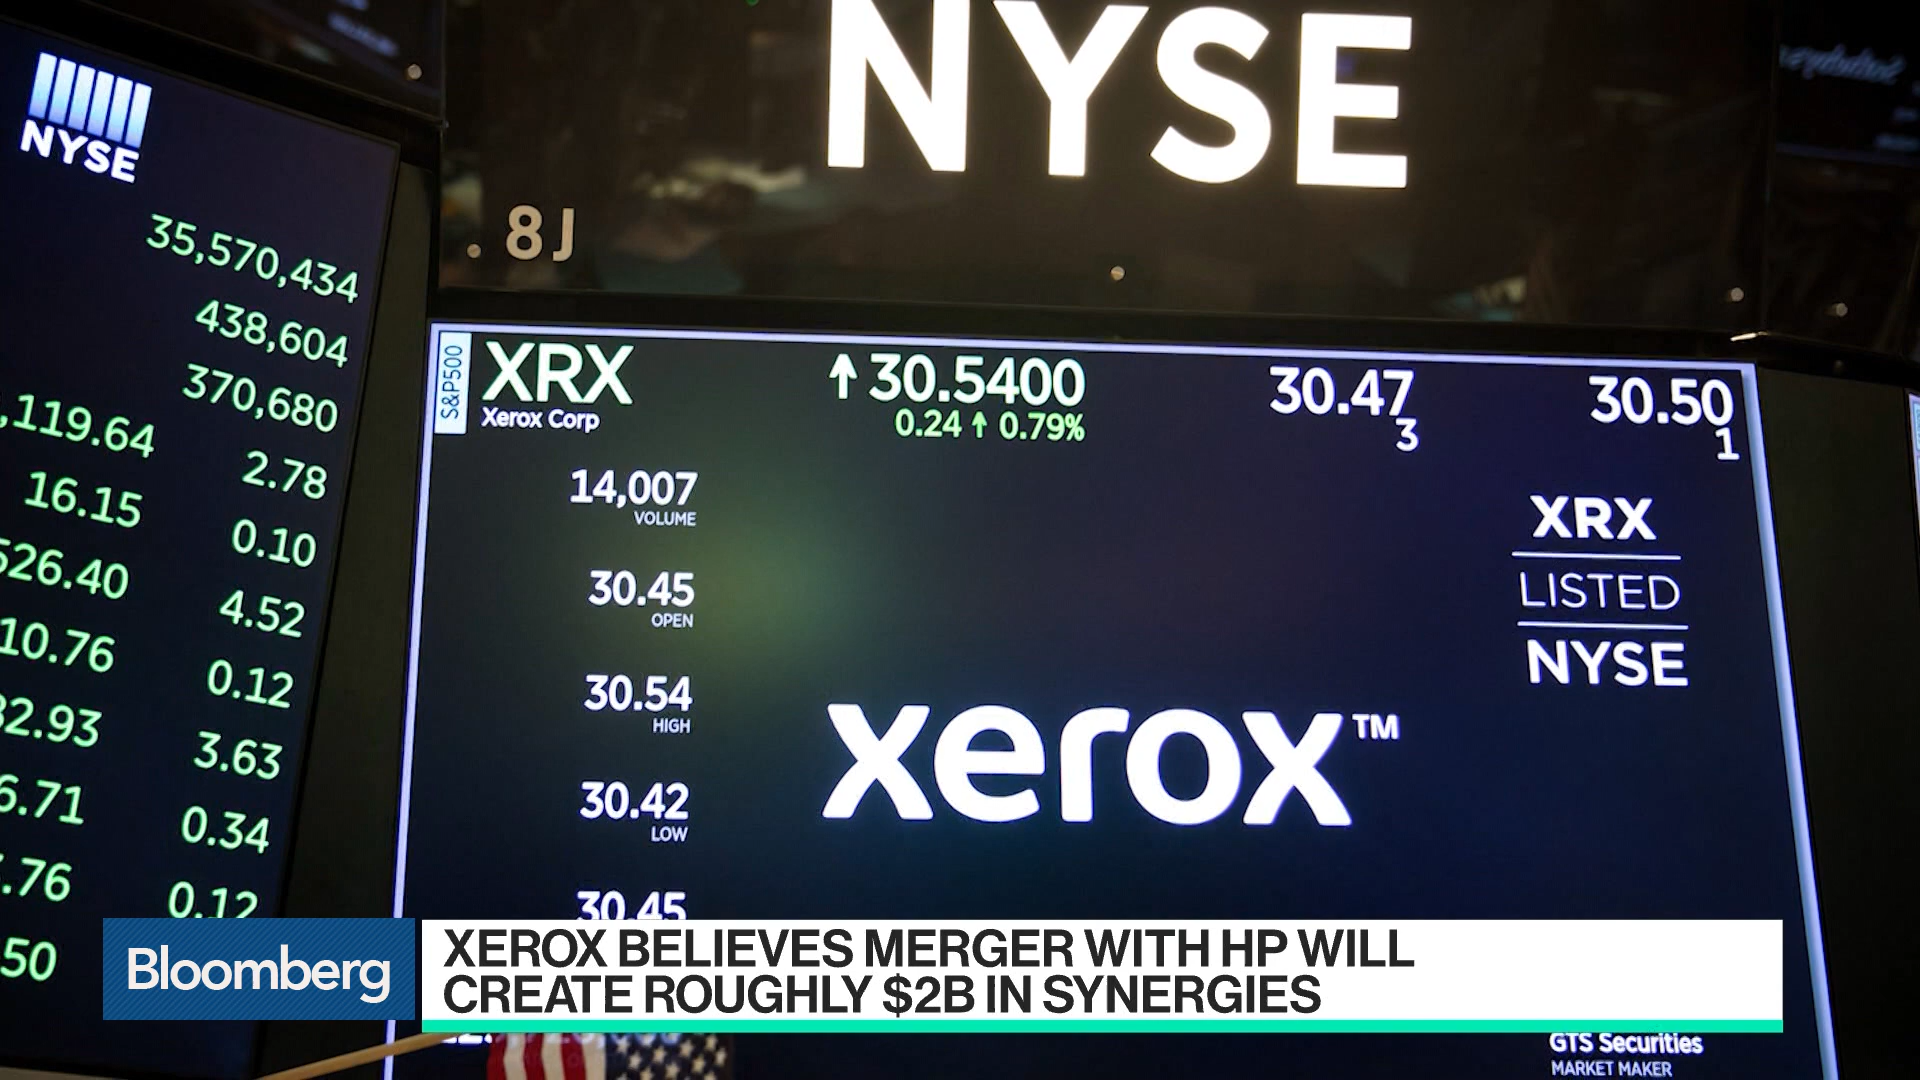 NYSE
NYSE
8J
35,570,434
438,604
370,680
,119.64 2.78
16.15 0.10
526.40 4.52
10.76 0.12
32.93 3.63
6.71 0.34
.76 0.12
.50
S&P500
XRX
Xerox Corp
↑30.5400
0.24 ↑ 0.79%
30.47
3
30.50
1
14,007
VOLUME
30.45
OPEN
30.54
HIGH
30.42
LOW
30.45
XRX
LISTED
NYSE
xerox™
Bloomberg
XEROX BELIEVES MERGER WITH HP WILL
CREATE ROUGHLY $2B IN SYNERGIES
GTS Securities
MARKET MAKER